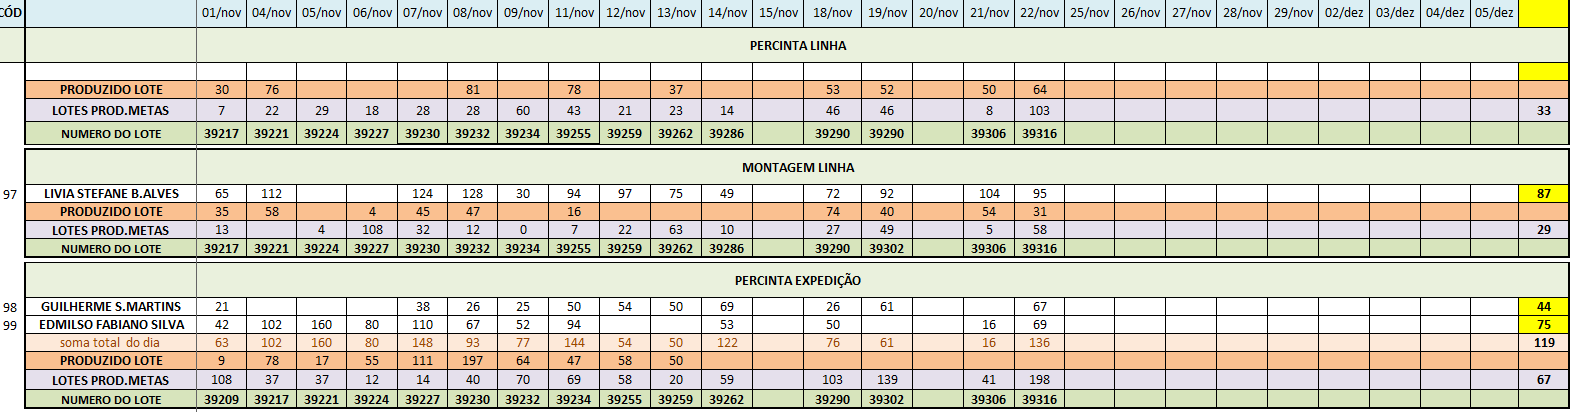 CÓD 01/nov 04/nov 05/nov 06/nov 07/nov 08/nov 09/nov 11/nov 12/nov 13/nov 14/nov 15/nov 18/nov 19/nov 20/nov 21/nov 22/nov 25/nov 26/nov 27/nov 28/nov 29/nov 02/dez 03/dez 04/dez 05/dez
PERCINTA LINHA
PRODUZIDO LOTE 30 76 81 78 37 53 52 50 64
LOTES PROD.METAS 7 22 29 18 28 28 60 43 21 23 14 46 46 8 103 33
NUMERO DO LOTE 39217 39221 39224 39227 39230 39232 39234 39255 39259 39262 39286 39290 39290 39306 39316
MONTAGEM LINHA
97 LIVIA STEFANE B.ALVES 65 112 124 128 30 94 97 75 49 72 92 104 95 87
PRODUZIDO LOTE 35 58 4 45 47 16 74 40 54 31
LOTES PROD.METAS 13 4 108 32 12 0 7 22 63 10 27 49 5 58 29
NUMERO DO LOTE 39217 39221 39224 39227 39230 39232 39234 39255 39259 39262 39286 39290 39302 39306 39316
PERCINTA EXPEDIÇÃO
98 GUILHERME S.MARTINS 21 38 26 25 50 54 50 69 26 61 67 44
99 EDMILSO FABIANO SILVA 42 102 160 80 110 67 52 94 53 50 16 69 75
soma total do dia 63 102 160 80 148 93 77 144 54 50 122 76 61 16 136 119
PRODUZIDO LOTE 9 78 17 55 111 197 64 47 58 50
LOTES PROD.METAS 108 37 37 12 14 40 70 69 58 20 59 103 139 41 198 67
NUMERO DO LOTE 39209 39217 39221 39224 39227 39230 39232 39234 39255 39259 39262 39290 39302 39306 39316